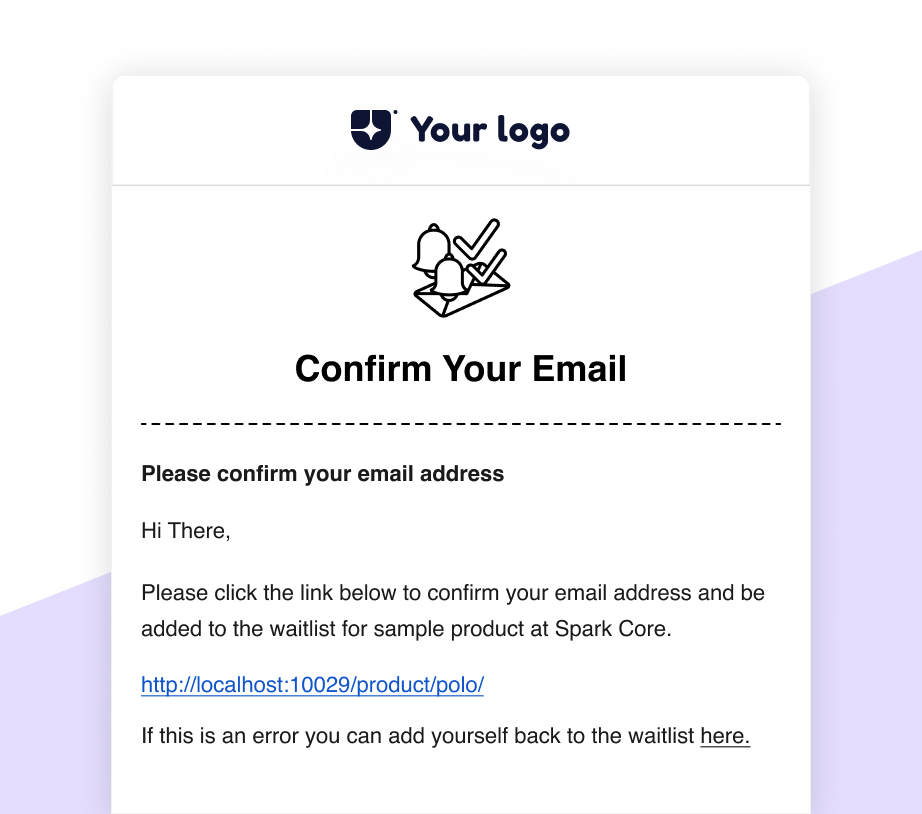 Your logo
Confirm Your Email
Please confirm your email address
Hi There,
Please click the link below to confirm your email address and be
added to the waitlist for sample product at Spark Core.
http://localhost:10029/product/polo/
If this is an error you can add yourself back to the waitlist here.